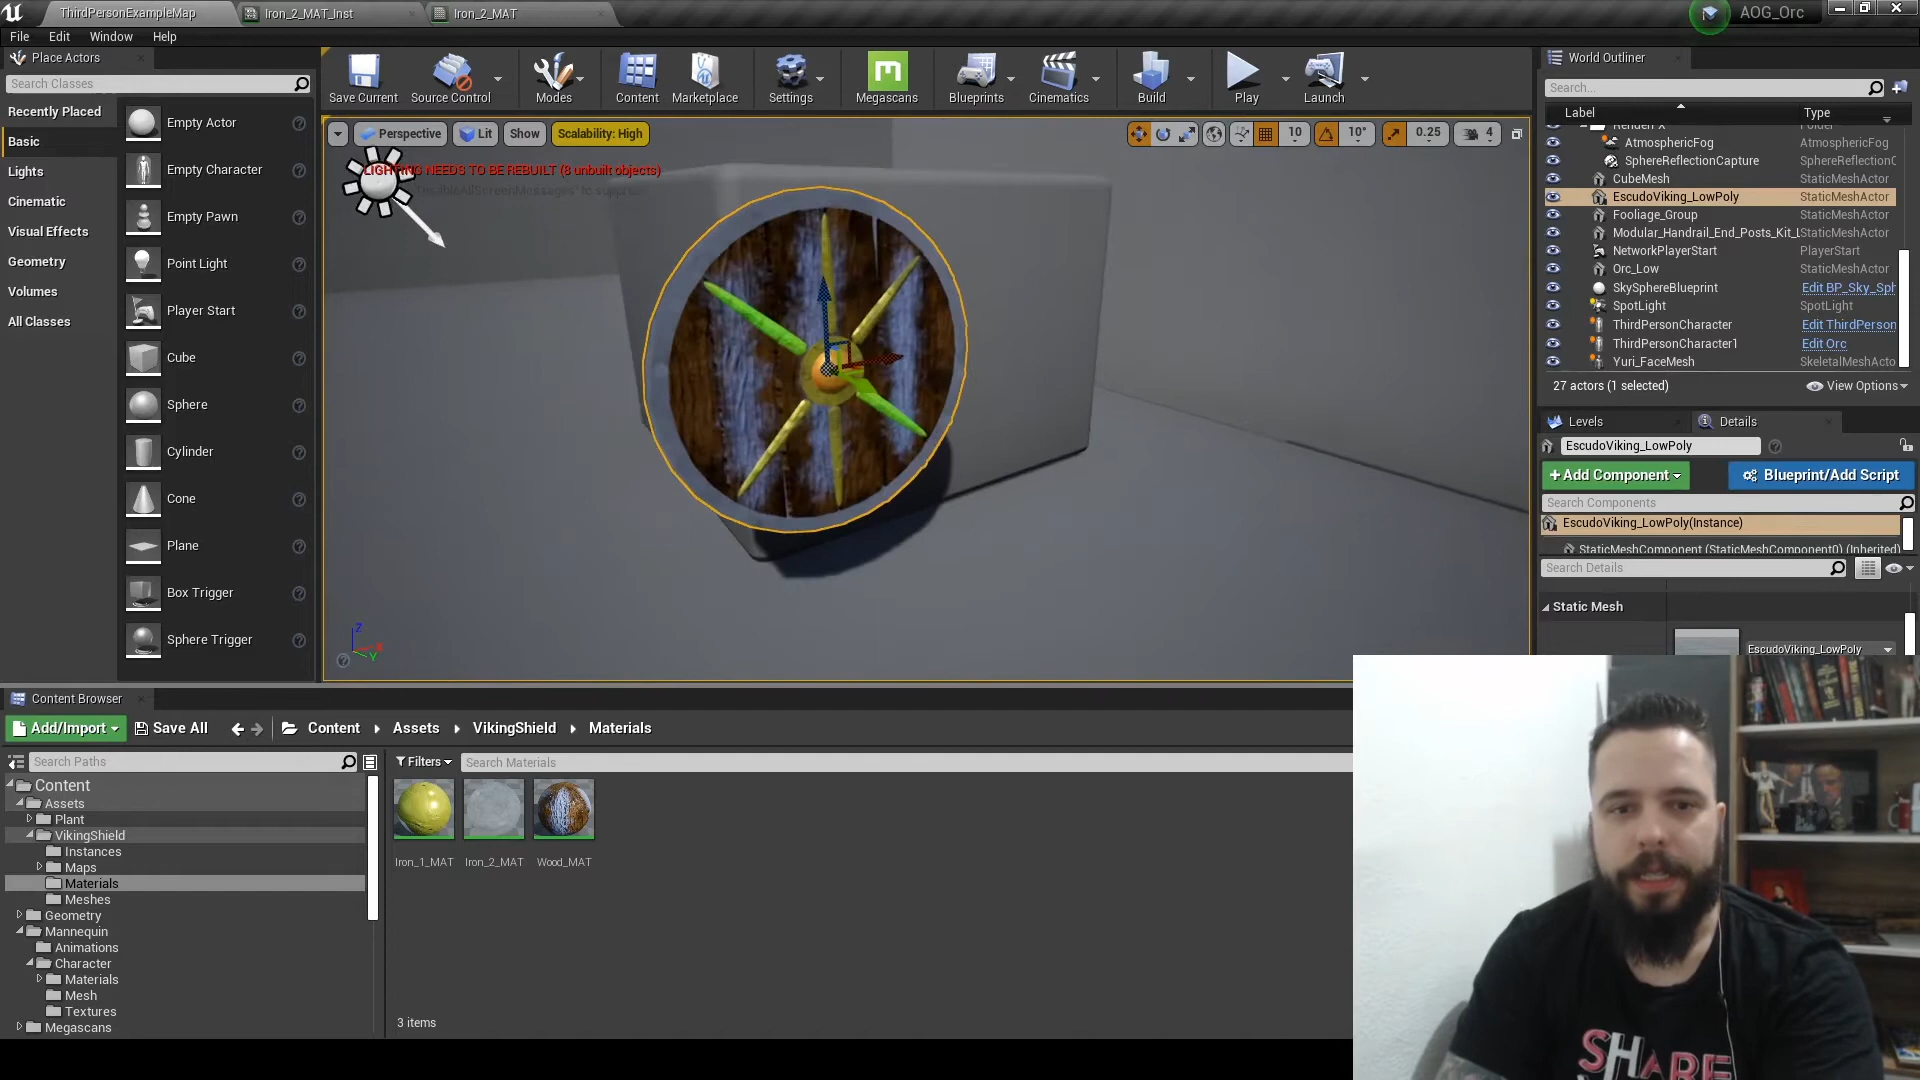 ThirdPersonExampleMap
Iron_2_MAT_Inst
Iron_2_MAT
AOG_Orc
File Edit Window Help
Place Actors
Search Classes
Recently Placed
Basic
Lights
Cinematic
Visual Effects
Geometry
Volumes
All Classes
Empty Actor
Empty Character
Empty Pawn
Point Light
Player Start
Cube
Sphere
Cylinder
Cone
Plane
Box Trigger
Sphere Trigger
Save Current
Source Control
Modes
Content
Marketplace
Settings
Megascans
Blueprints
Cinematics
Build
Play
Launch
Perspective
Lit
Show
Scalability: High
10
10°
0.25
4
LIGHTING NEEDS TO BE REBUILT (8 unbuilt objects)
Z
Y
World Outliner
Search...
Label Type
AtmosphericFog
SphereReflectionCapture SphereReflectionC
CubeMesh StaticMeshActor
EscudoViking_LowPoly StaticMeshActor
Fooliage_Group StaticMeshActor
Modular_Handrail_End_Posts_Kit_L StaticMeshActor
NetworkPlayerStart PlayerStart
Orc_Low StaticMeshActor
SkySphereBlueprint Edit BP_Sky_Sph
SpotLight SpotLight
ThirdPersonCharacter Edit ThirdPerson
ThirdPersonCharacter1 Edit Orc
Yuri_FaceMesh SkeletalMeshActo
27 actors (1 selected) View Options
Levels
Details
EscudoViking_LowPoly
+Add Component
Blueprint/Add Script
Search Components
EscudoViking_LowPoly(Instance)
StaticMeshComponent (StaticMeshComponent0) (Inherited)
Search Details
Static Mesh
EscudoViking_LowPoly
Content Browser
Add/Import
Save All
Content
Assets
VikingShield
Materials
Search Paths
Filters
Search Materials
Content
Assets
Plant
VikingShield
Instances
Maps
Materials
Meshes
Geometry
Mannequin
Animations
Character
Materials
Mesh
Textures
Megascans
Iron_1_MAT
Iron_2_MAT
Wood_MAT
3 items
SHARE